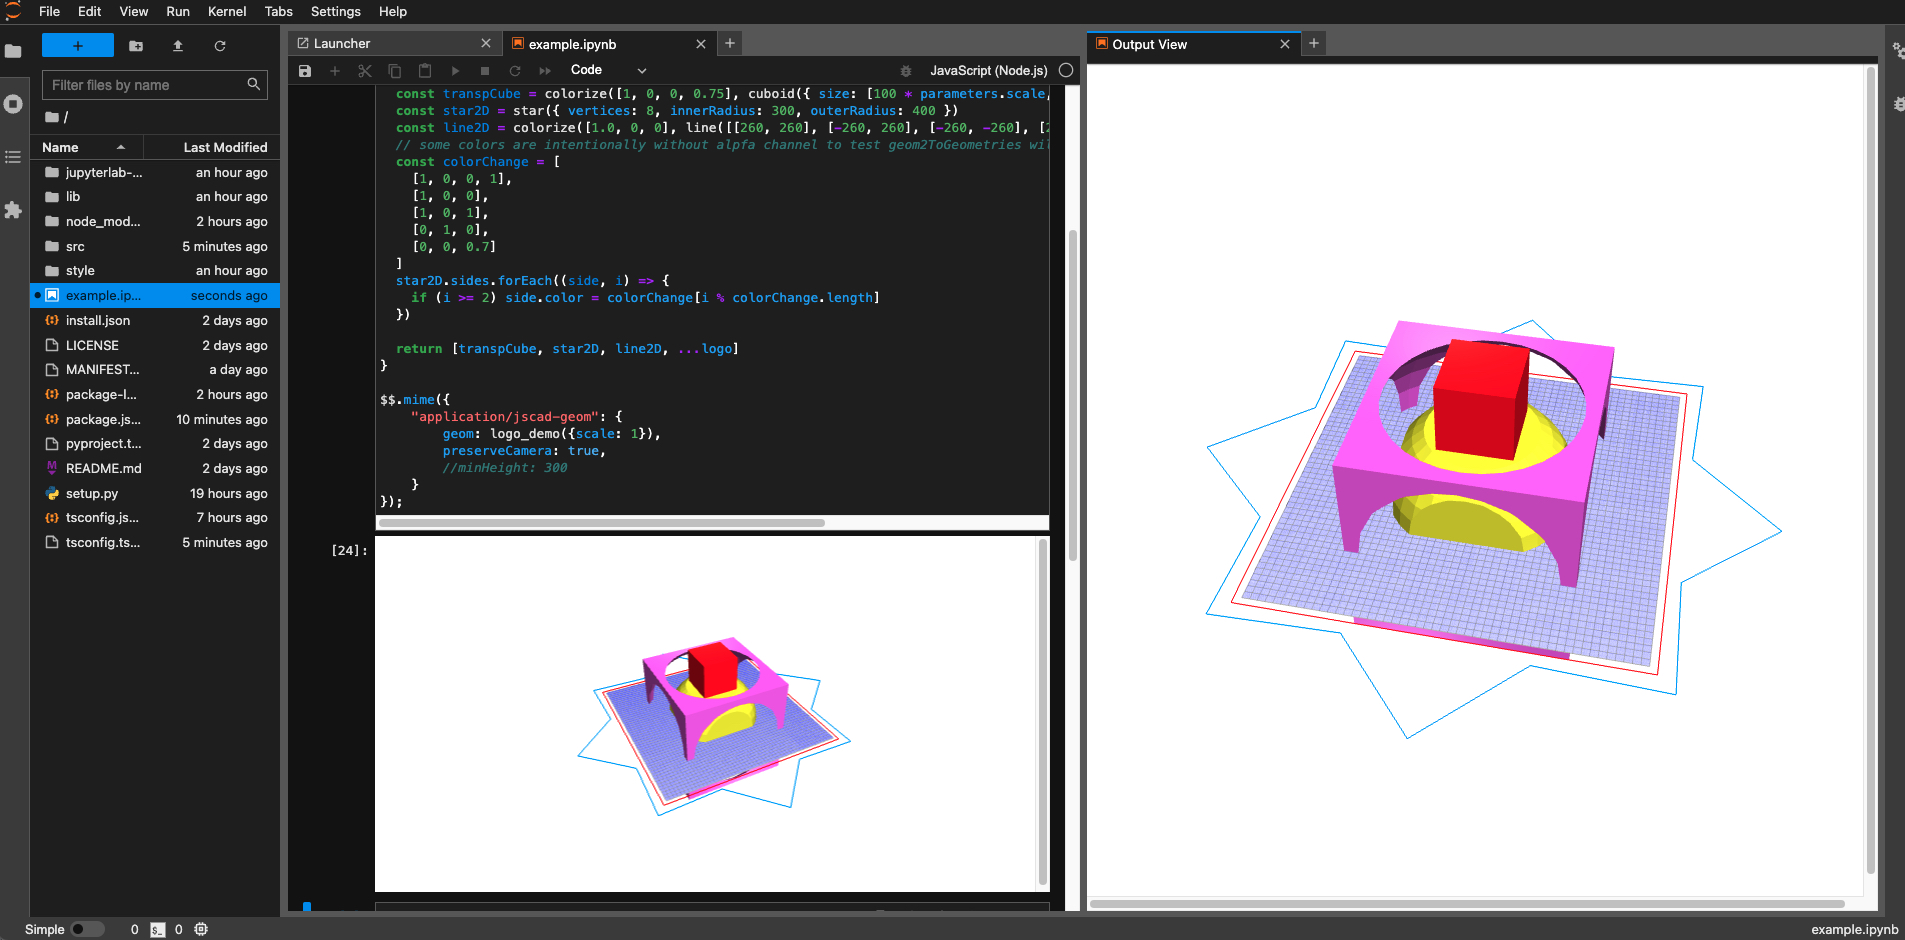 File Edit View Run Kernel Tabs Settings Help
+
Filter files by name
/
Name Last Modified
jupyterlab-... an hour ago
lib an hour ago
node_mod... 2 hours ago
src 5 minutes ago
style an hour ago
example.ip... seconds ago
install.json 2 days ago
LICENSE 2 days ago
MANIFEST... a day ago
package-l... 2 hours ago
package.js... 10 minutes ago
pyproject.t... 2 days ago
README.md 2 days ago
setup.py 19 hours ago
tsconfig.js... 7 hours ago
tsconfig.ts... 5 minutes ago
Launcher example.ipynb
Code JavaScript (Node.js)
const transpCube = colorize([1, 0, 0, 0.75], cuboid({ size: [100 * parameters.scale,
const star2D = star({ vertices: 8, innerRadius: 300, outerRadius: 400 })
const line2D = colorize([1.0, 0, 0], line([[260, 260], [-260, 260], [-260, -260], [
// some colors are intentionally without alpfa channel to test geom2ToGeometries
const colorChange = [
[1, 0, 0, 1],
[1, 0, 0],
[1, 0, 1],
[0, 1, 0],
[0, 0, 0.7]
]
star2D.sides.forEach((side, i) => {
if (i >= 2) side.color = colorChange[i % colorChange.length]
})
return [transpCube, star2D, line2D, ...logo]
}
$$.mime({
"application/jscad-geom": {
geom: logo_demo({scale: 1}),
preserveCamera: true,
//minHeight: 300
}
});
[24]:
Output View
Simple 0 $_ 0 example.ipynb